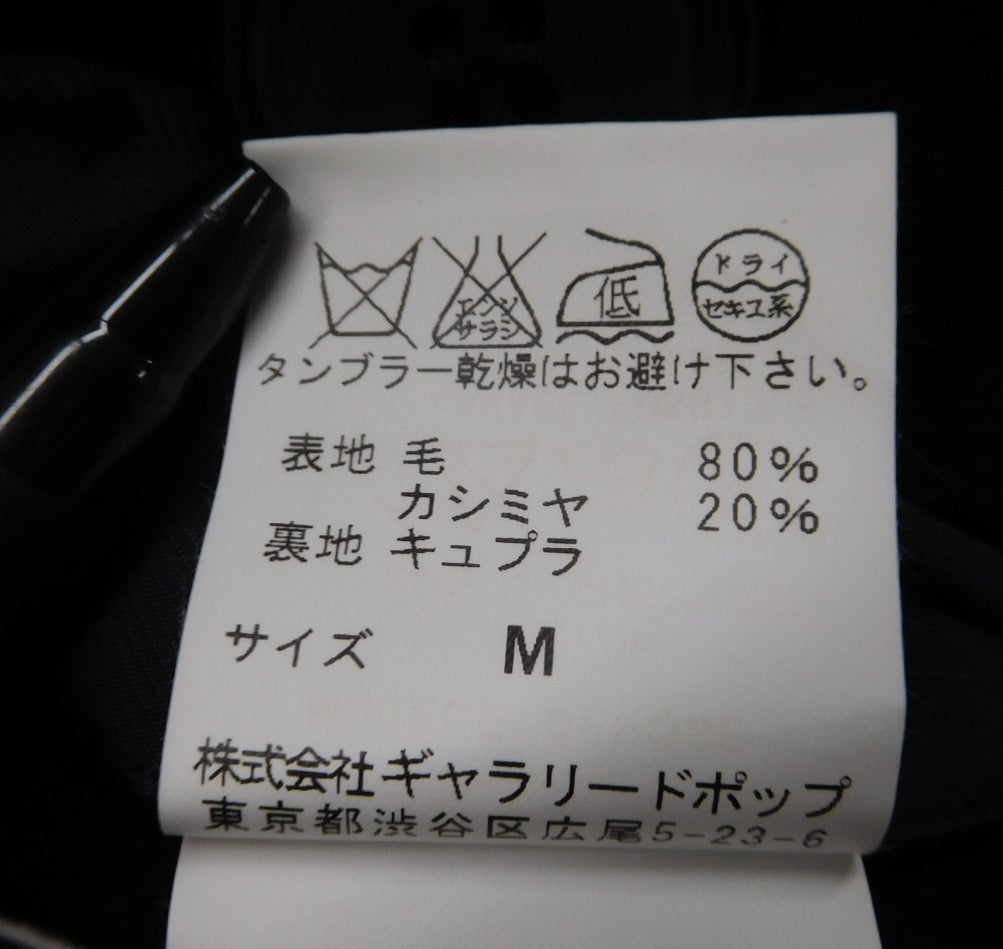 エンソ
サラシ
低
ドライ
セキユ系
タンブラー乾燥はお避け下さい。
表地 毛 80%
カシミヤ 20%
裏地 キュプラ
サイズ M
株式会社ギャラリードポップ
東京都渋谷区広尾5-23-6